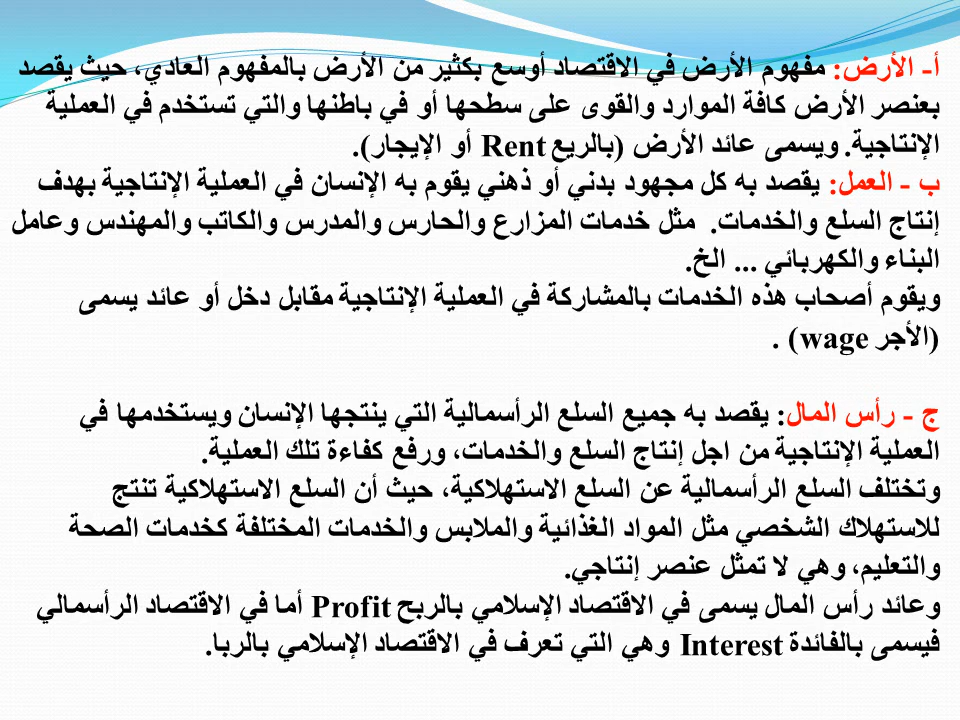 أ- الأرض: مفهوم الأرض في الاقتصاد أوسع بكثير من الأرض بالمفهوم العادي، حيث يقصد
بعنصر الأرض كافة الموارد والقوى على سطحها أو في باطنها والتي تستخدم في العملية
الإنتاجية. ويسمى عائد الأرض (بالريع Rent أو الإيجار).
ب - العمل: يقصد به كل مجهود بدني أو ذهني يقوم به الإنسان في العملية الإنتاجية بهدف
إنتاج السلع والخدمات. مثل خدمات المزارع والحارس والمدرس والكاتب والمهندس وعامل
البناء والكهربائي ... الخ.
ويقوم أصحاب هذه الخدمات بالمشاركة في العملية الإنتاجية مقابل دخل أو عائد يسمى
(الأجر wage) .
ج - رأس المال: يقصد به جميع السلع الرأسمالية التي ينتجها الإنسان ويستخدمها في
العملية الإنتاجية من اجل إنتاج السلع والخدمات، ورفع كفاءة تلك العملية.
وتختلف السلع الرأسمالية عن السلع الاستهلاكية، حيث أن السلع الاستهلاكية تنتج
للاستهلاك الشخصي مثل المواد الغذائية والملابس والخدمات المختلفة كخدمات الصحة
والتعليم، وهي لا تمثل عنصر إنتاجي.
وعائد رأس المال يسمى في الاقتصاد الإسلامي بالربح Profit أما في الاقتصاد الرأسمالي
فيسمى بالفائدة Interest وهي التي تعرف في الاقتصاد الإسلامي بالربا.